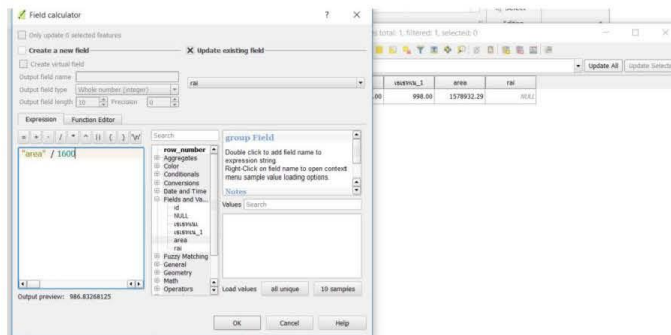 Field calculator
Only update 0 selected features
Create a new field
Update existing field
Create virtual field
Output field name
Output field type Whole number (integer)
Output field length 10 Precision 0
rai
Expression Function Editor
= + - / * ^ || ( ) '\n'
"area" / 1600
Output preview: 986.83268125
Search
row_number
Aggregates
Color
Conditionals
Conversions
Date and Time
Fields and Va...
id
NULL
area
rai
Fuzzy Matching
General
Geometry
Math
Operators
group Field
Double click to add field name to
expression string.
Right-Click on field name to open context
menu sample value loading options.
Notes
Values Search
Load values all unique 10 samples
OK Cancel Help
total: 1, filtered: 1, selected: 0
Update All Update Selecte
area rai
.00 998.00 1578932.29 NULL